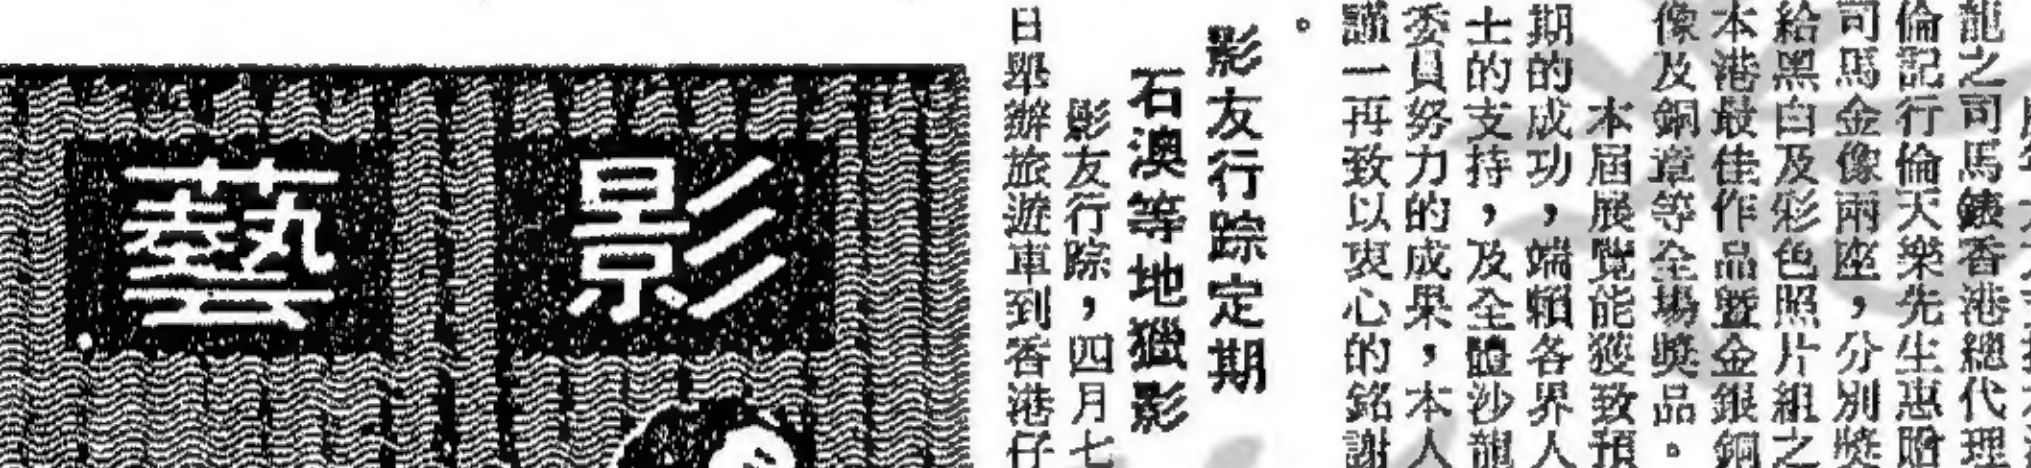 龍之司馬錶香港總代理
倫記行倫天樂先生惠贈
司馬金像兩座，分別獎
給黑白及彩色照片組之
本港最佳作品暨金銀銅
像及銅章等全場獎品。
本屆展覽能獲致預
期的成功，端賴各界人
士的支持，及全體沙龍
委員努力的成果，本人
謹一再致以衷心的銘謝
。
影友行踪定期
石澳等地獵影
影友行踪，四月七
日舉辦旅遊車到香港仔
影藝